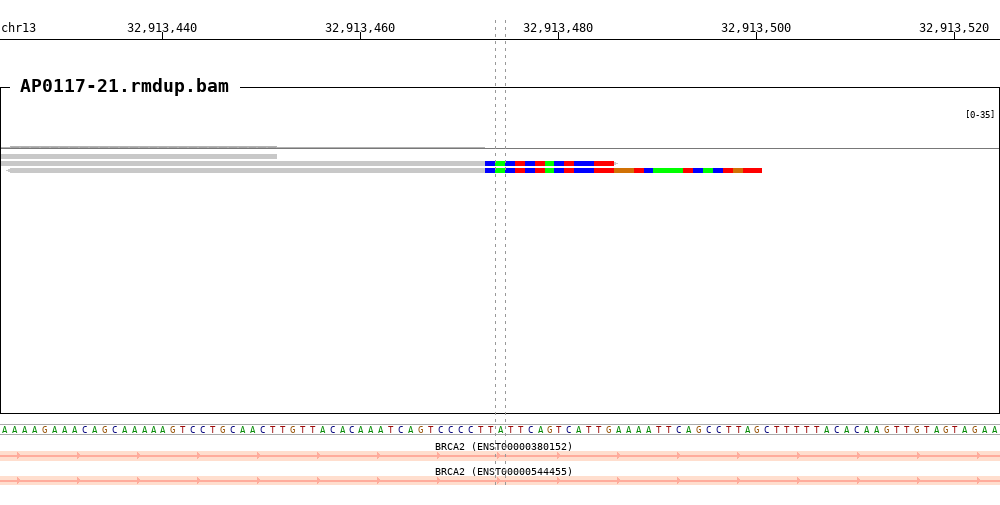 chr13 32,913,440 32,913,460 32,913,480 32,913,500 32,913,520
AP0117-21.rmdup.bam
[0-35]
A A A A G A A A C A G C A A A A A G T C C T G C A A C T T G T T A C A C A A A T C A G T C C C C T T A T T C A G T C A T T G A A A A T T C A G C C T T A G C T T T T T A C A C A A G T T G T A G T A G A A
BRCA2 (ENST00000380152)
BRCA2 (ENST00000544455)